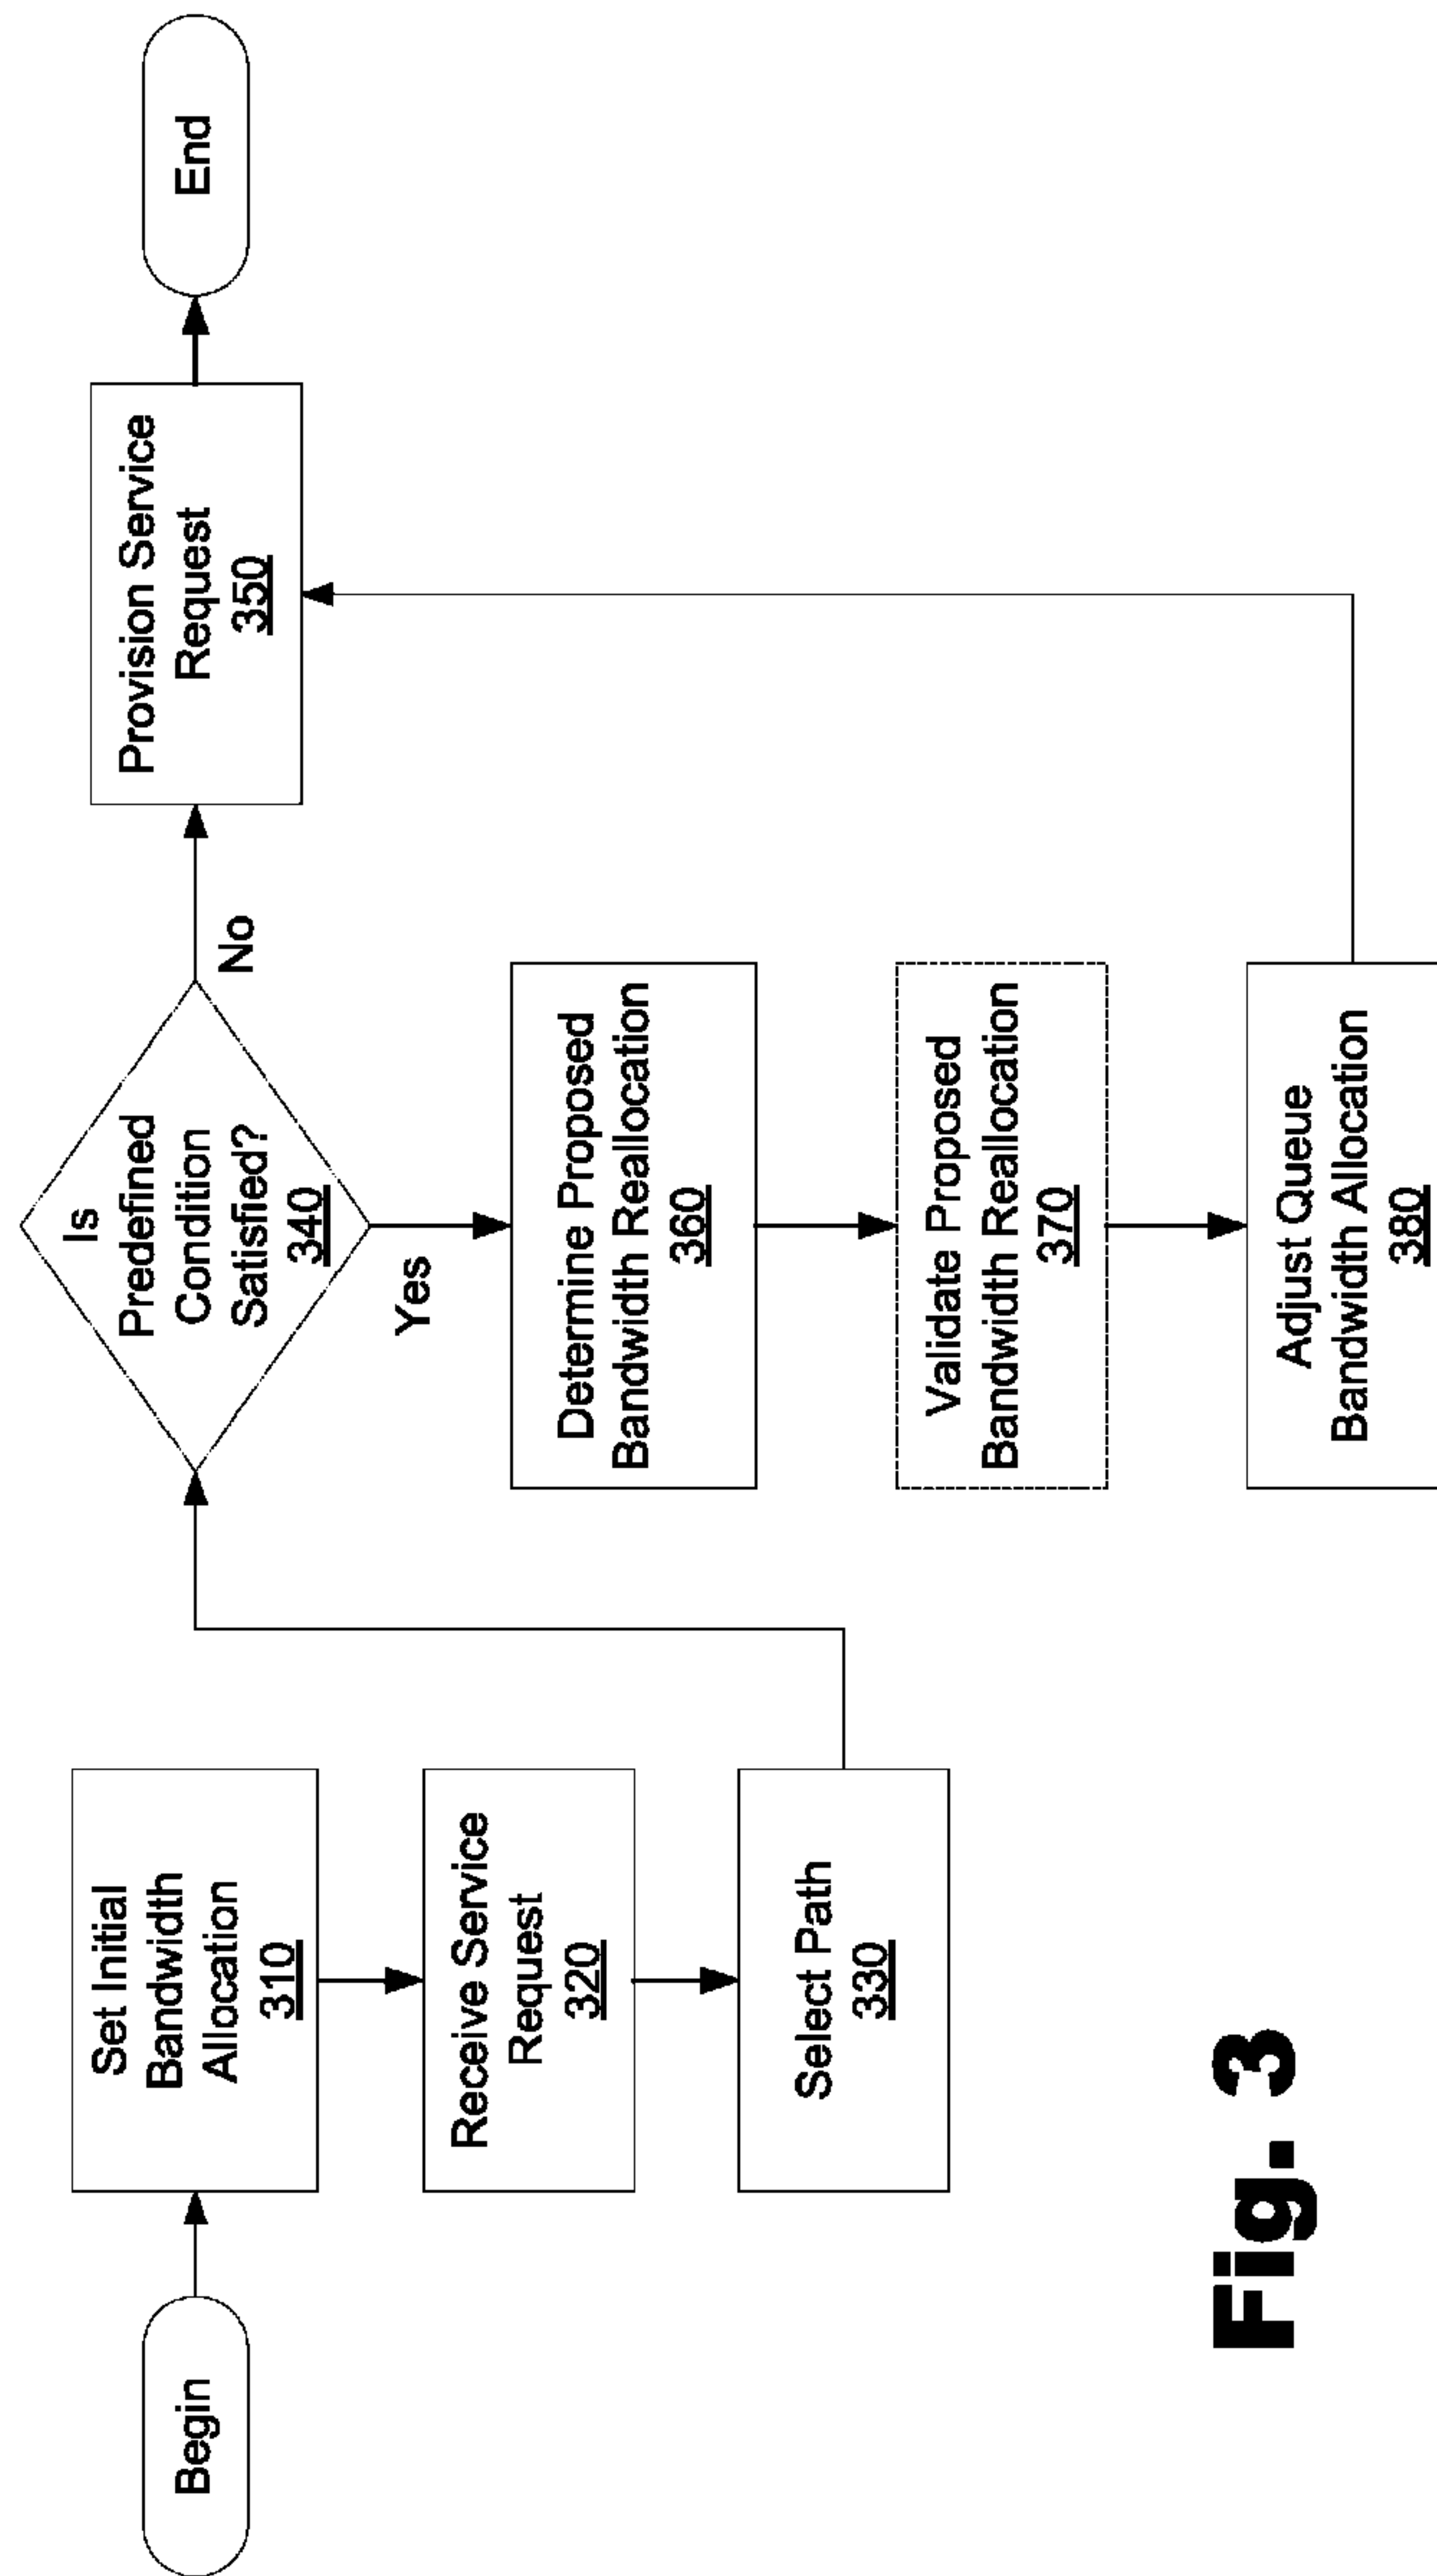 Begin
Set Initial
Bandwidth
Allocation
310
Receive Service
Request
320
Select Path
330
Is
Predefined
Condition
Satisfied?
340
No
Yes
Provision Service
Request
350
End
Determine Proposed
Bandwidth Reallocation
360
Validate Proposed
Bandwidth Reallocation
370
Adjust Queue
Bandwidth Allocation
380
Fig. 3